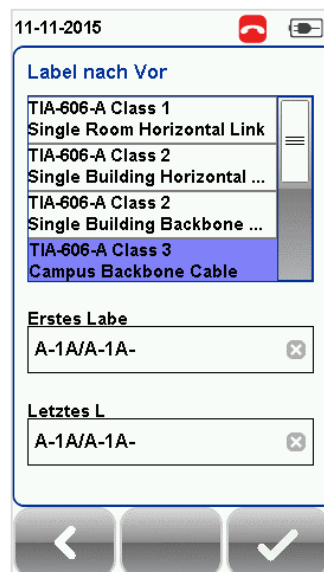 11-11-2015
Label nach Vor
TIA-606-A Class 1
Single Room Horizontal Link
TIA-606-A Class 2
Single Building Horizontal ...
TIA-606-A Class 2
Single Building Backbone ...
TIA-606-A Class 3
Campus Backbone Cable
Erstes Labe
A-1A/A-1A-
Letztes L
A-1A/A-1A-